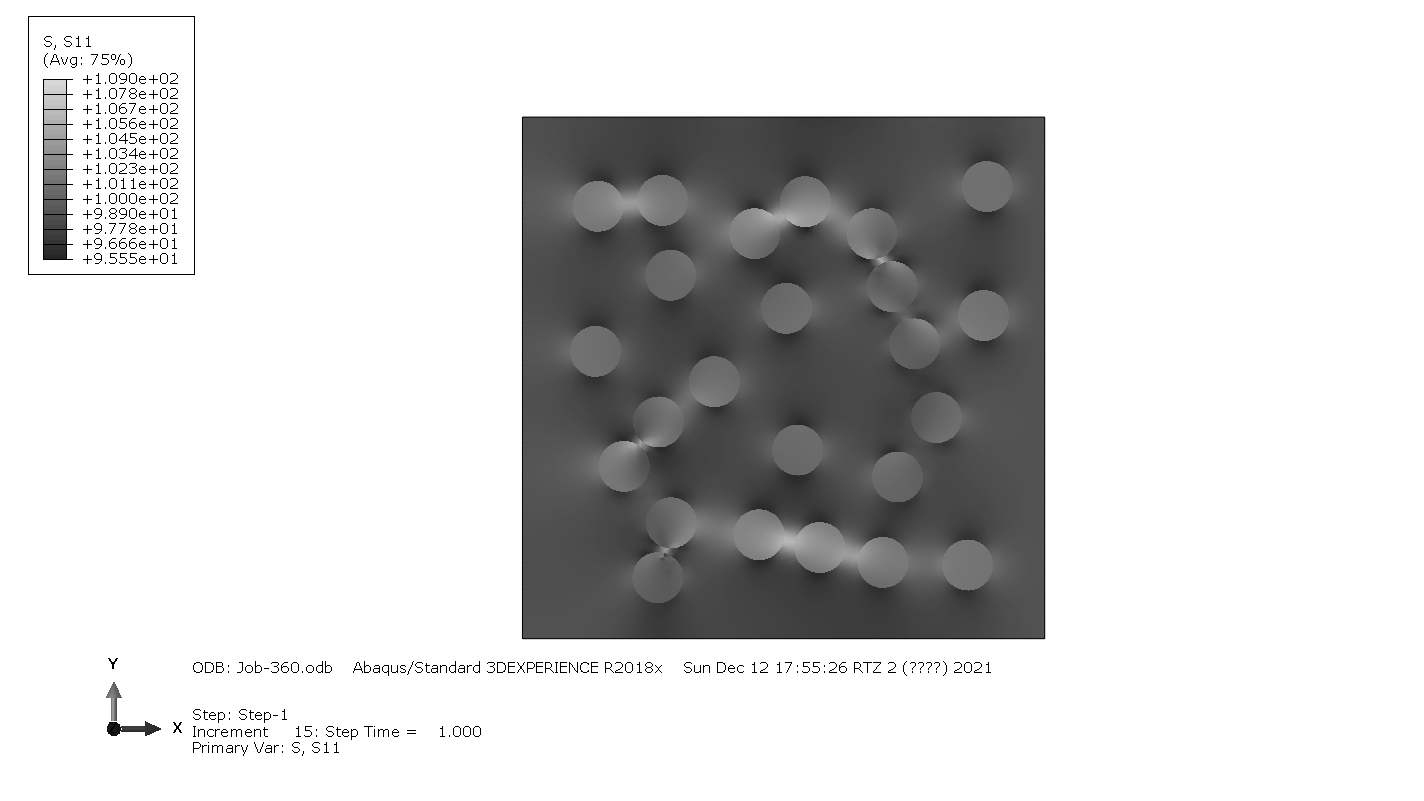 S, S11
(Avg: 75%)
+1.090e+02
+1.078e+02
+1.067e+02
+1.056e+02
+1.045e+02
+1.034e+02
+1.023e+02
+1.011e+02
+1.000e+02
+9.890e+01
+9.778e+01
+9.666e+01
+9.555e+01
Y
X
ODB: Job-360.odb Abaqus/Standard 3DEXPERIENCE R2018x Sun Dec 12 17:55:26 RTZ 2 (????) 2021
Step: Step-1
Increment 15: Step Time = 1.000
Primary Var: S, S11